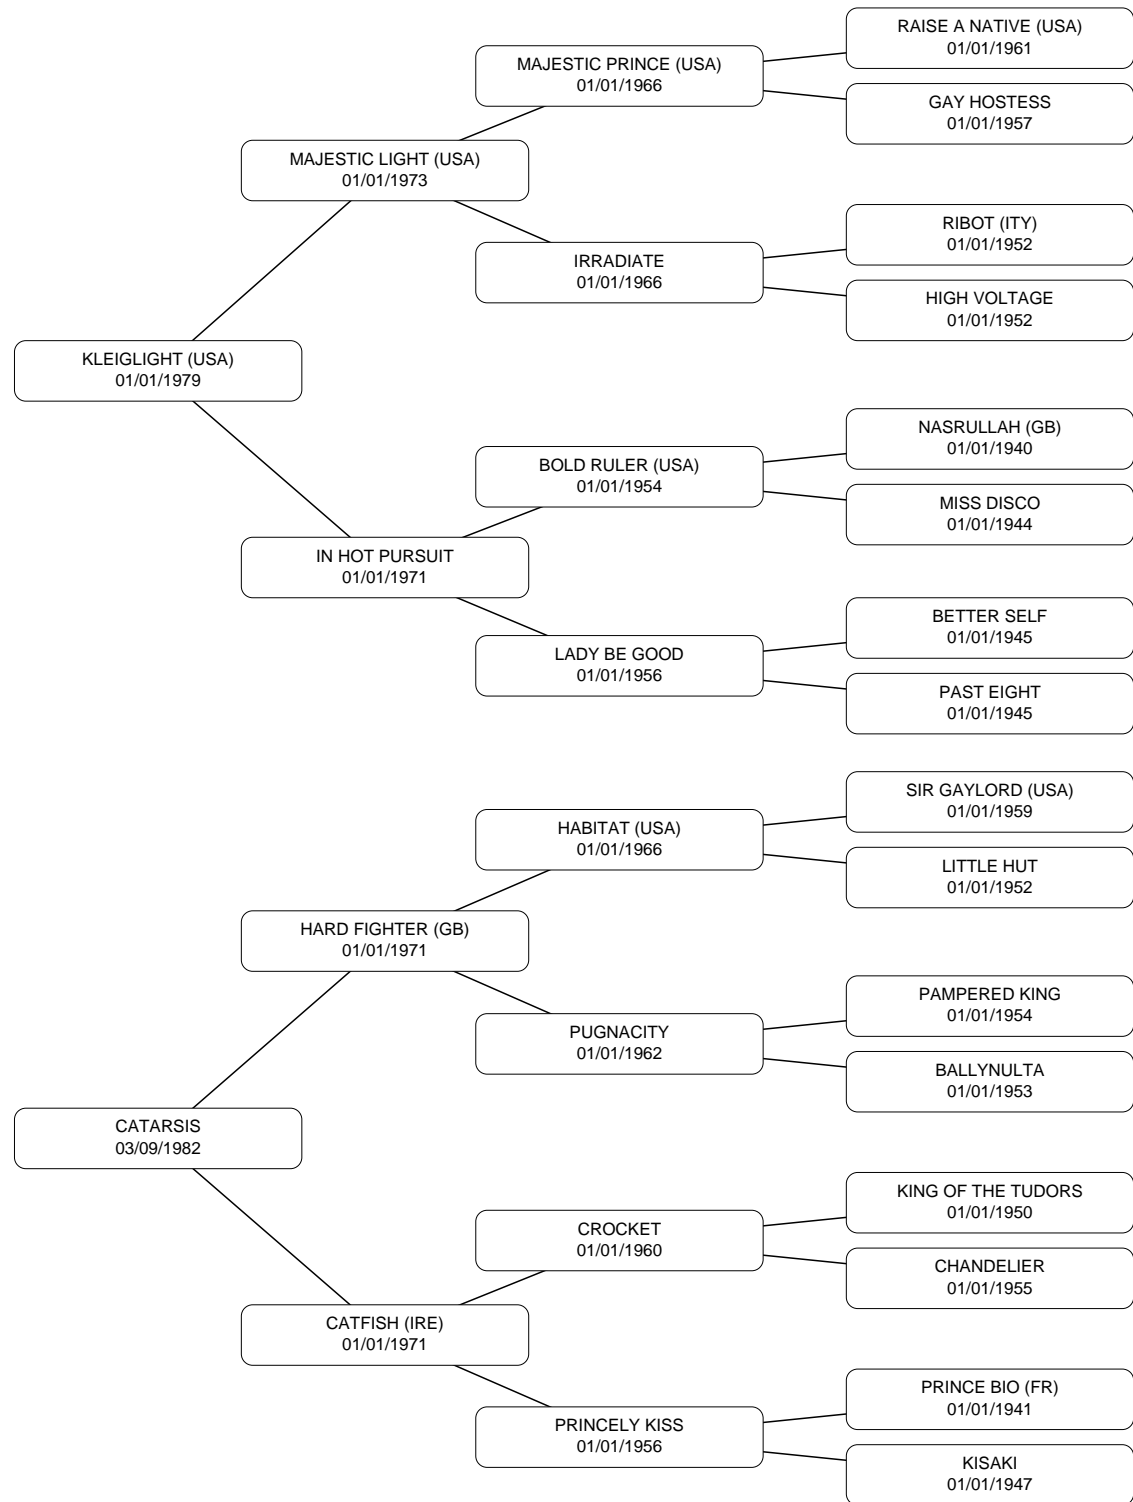 RAISE A NATIVE (USA)
01/01/1961
MAJESTIC PRINCE (USA)
01/01/1966
GAY HOSTESS
01/01/1957
MAJESTIC LIGHT (USA)
01/01/1973
RIBOT (ITY)
01/01/1952
IRRADIATE
01/01/1966
HIGH VOLTAGE
01/01/1952
KLEIGLIGHT (USA)
01/01/1979
NASRULLAH (GB)
01/01/1940
BOLD RULER (USA)
01/01/1954
MISS DISCO
01/01/1944
IN HOT PURSUIT
01/01/1971
BETTER SELF
01/01/1945
LADY BE GOOD
01/01/1956
PAST EIGHT
01/01/1945
SIR GAYLORD (USA)
01/01/1959
HABITAT (USA)
01/01/1966
LITTLE HUT
01/01/1952
HARD FIGHTER (GB)
01/01/1971
PAMPERED KING
01/01/1954
PUGNACITY
01/01/1962
BALLYNULTA
01/01/1953
CATARSIS
03/09/1982
KING OF THE TUDORS
01/01/1950
CROCKET
01/01/1960
CHANDELIER
01/01/1955
CATFISH (IRE)
01/01/1971
PRINCE BIO (FR)
01/01/1941
PRINCELY KISS
01/01/1956
KISAKI
01/01/1947